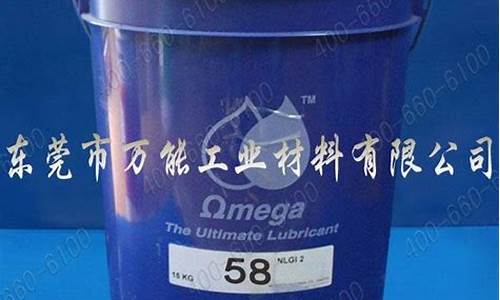 400-660-6100
TM
东莞市万能工业材料有限公司
Ωmega
The Ultimate Lubricant
15 KG
58
NLGI 2